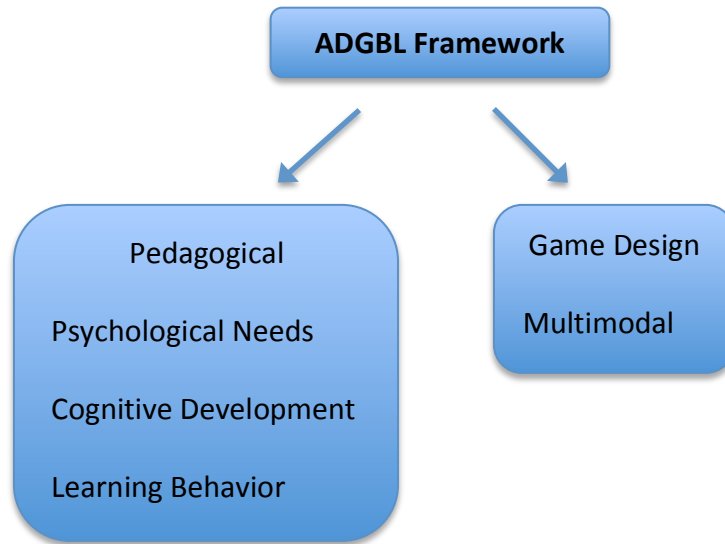 ADGBL Framework
Pedagogical
Psychological Needs
Cognitive Development
Learning Behavior
Game Design
Multimodal